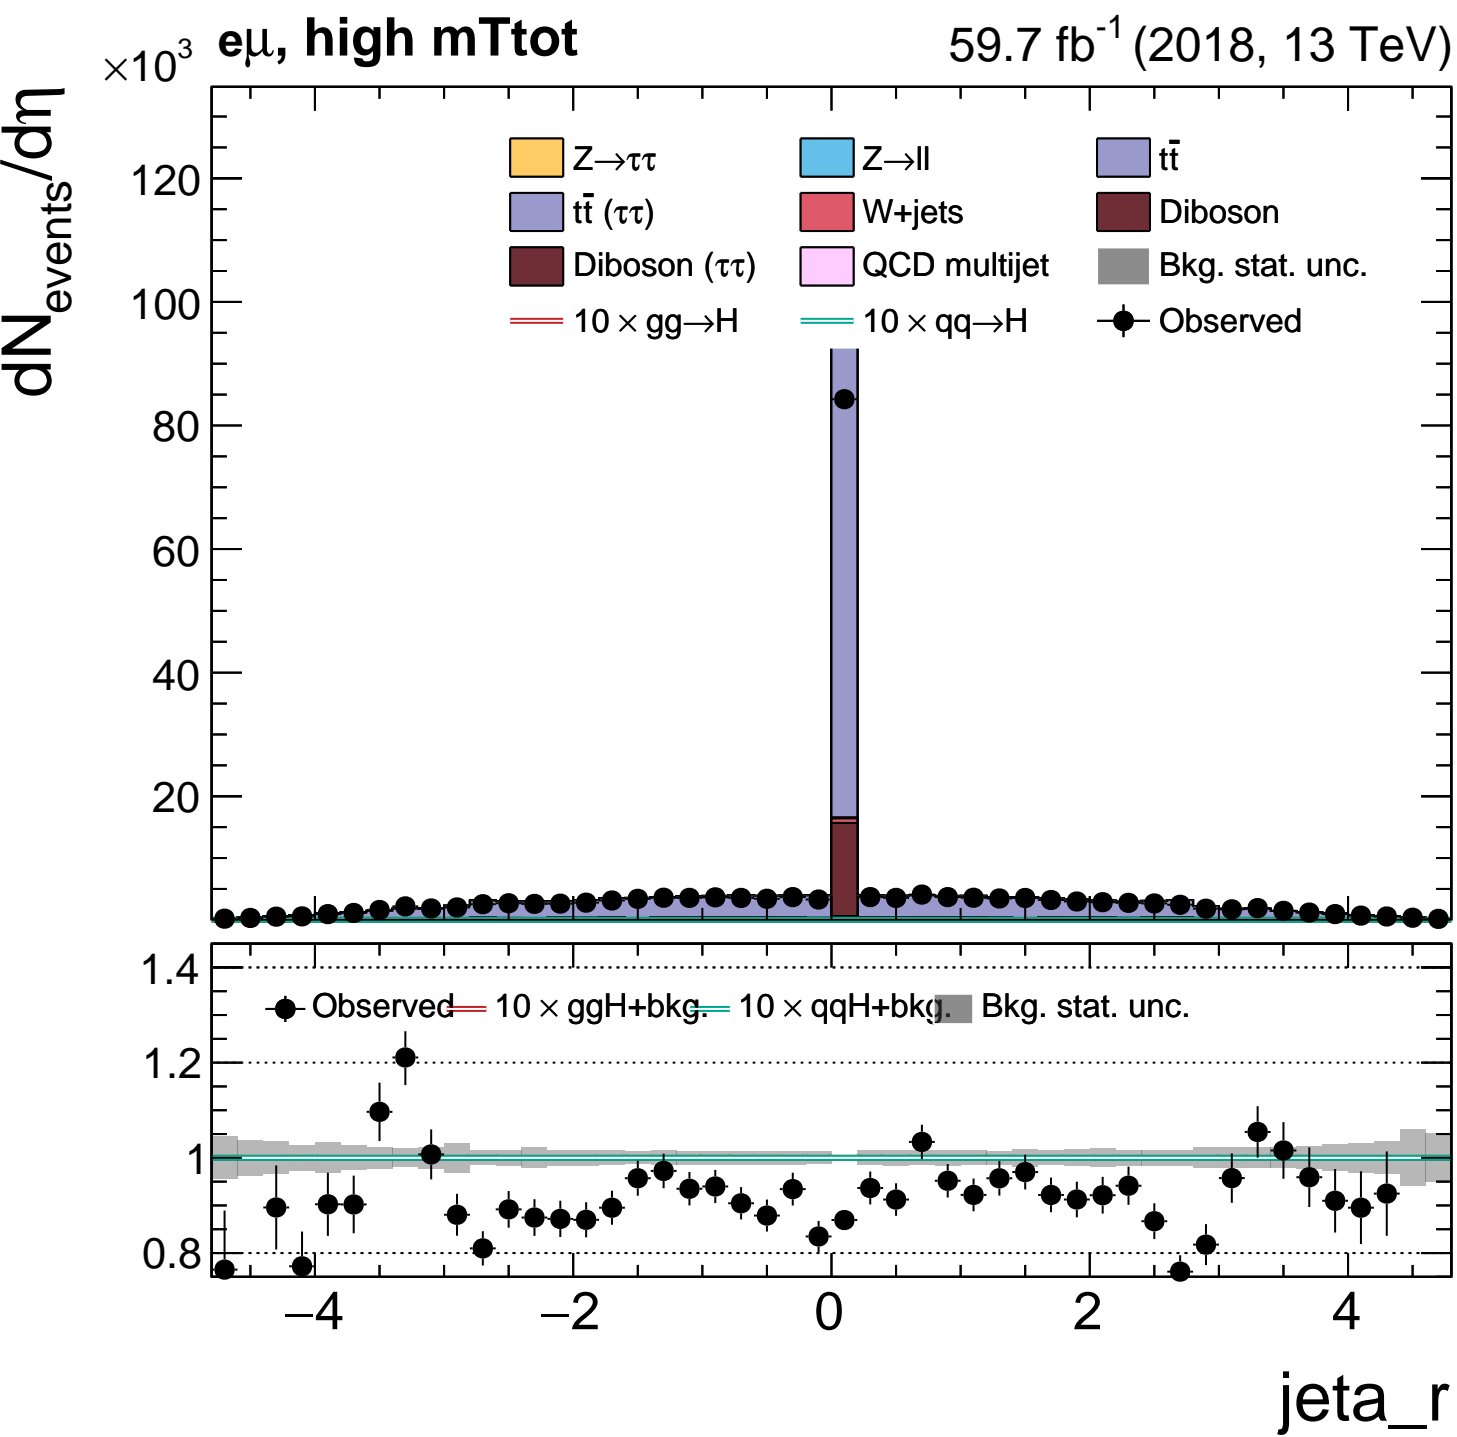 ×10³ eμ, high mTtot 59.7 fb⁻¹ (2018, 13 TeV)
dN_events/dη
Z→ττ Z→ll tt̄
tt̄ (ττ) W+jets Diboson
Diboson (ττ) QCD multijet Bkg. stat. unc.
10 × gg→H 10 × qq→H Observed
120
100
80
60
40
20
1.4
Observed 10 × ggH+bkg. 10 × qqH+bkg. Bkg. stat. unc.
1.2
1
0.8
−4 −2 0 2 4
jeta_r